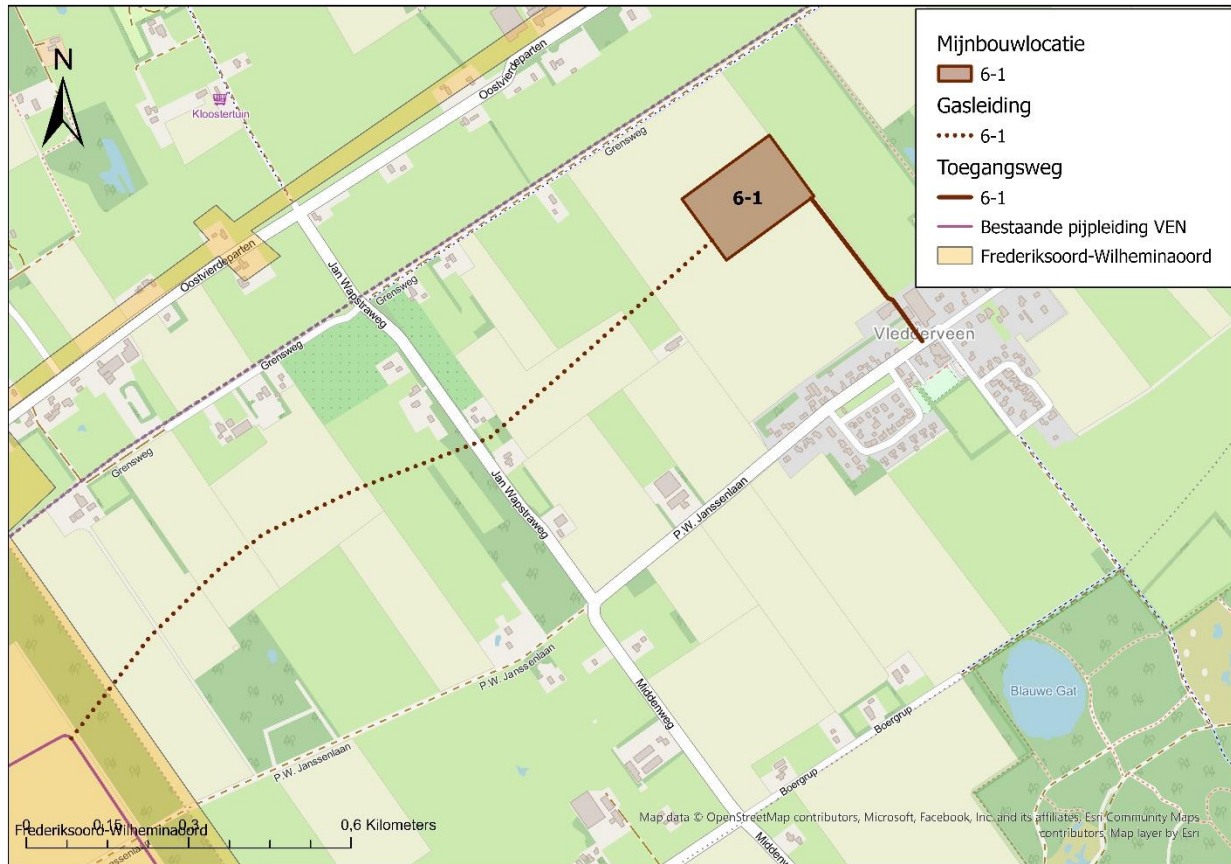 Mijnbouwlocatie
6-1
Gasleiding
6-1
Toegangsweg
6-1
Bestaande pijpleiding VEN
Frederiksoord-Wilheminaoord
N
Kloostertuin
Oostvierdeparten
Grensweg
6-1
Oostvierdeparten
Jan Wapstraweg
Grensweg
Grensweg
Vledderveen
Grensweg
Jan Wapstraweg
P.W. Janssenlaan
P.W. Janssenlaan
Blauwe Gat
Middenweg
Boergrup
P.W. Janssenlaan
Boergrup
0 0,15 0,3 0,6 Kilometers
Frederiksoord-Wilheminaoord
Map data © OpenStreetMap contributors, Microsoft, Facebook, Inc. and its affiliates, Esri Community Maps
contributors, Map layer by Esri